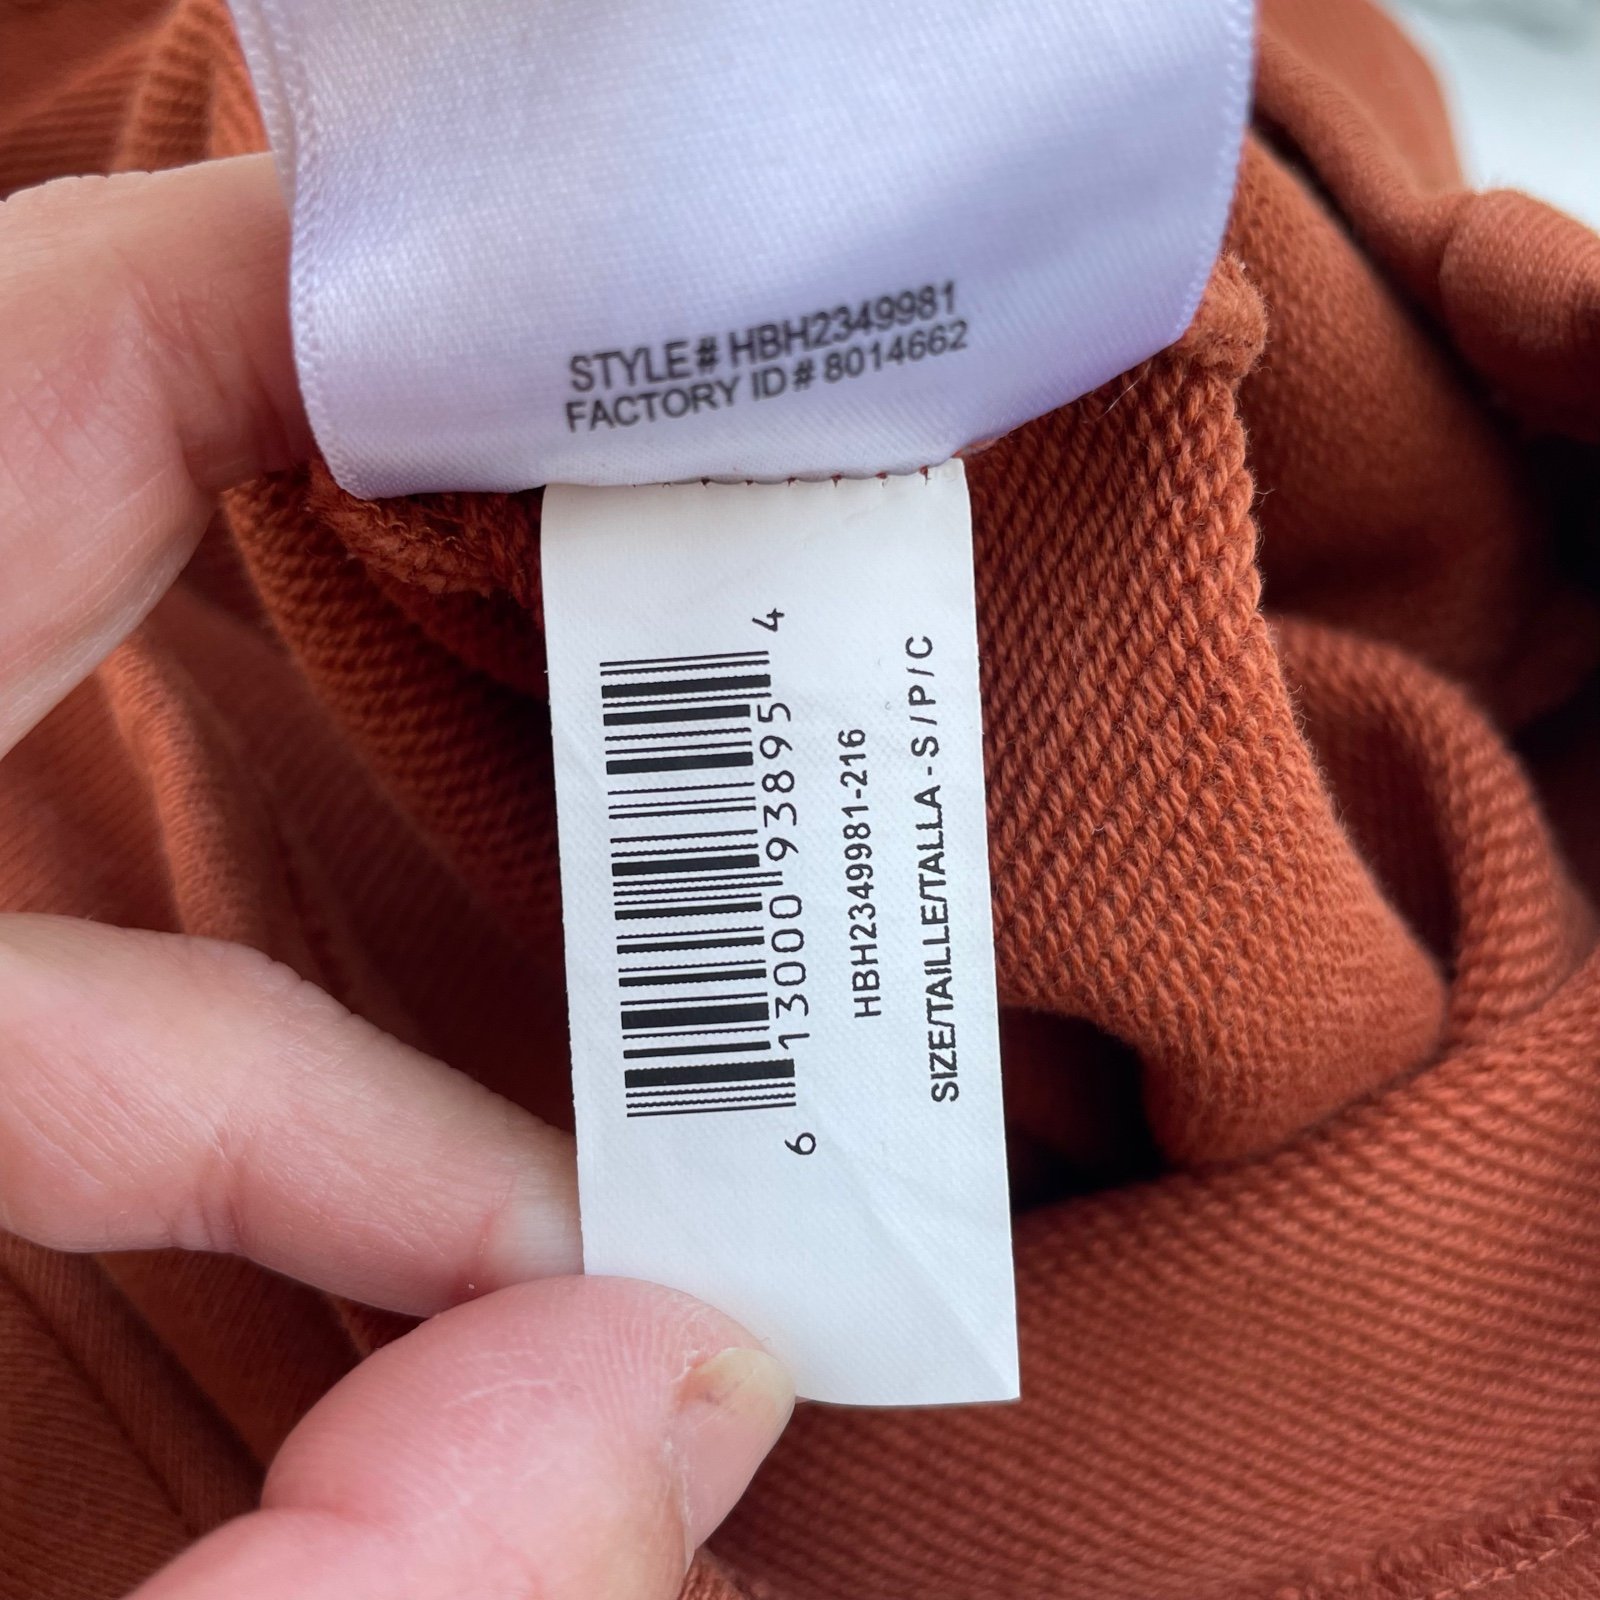 STYLE# HBH2349981
FACTORY ID# 8014662
6 13000 93895 4
HBH2349981-216
SIZE/TAILLE/TALLA - S / P / C